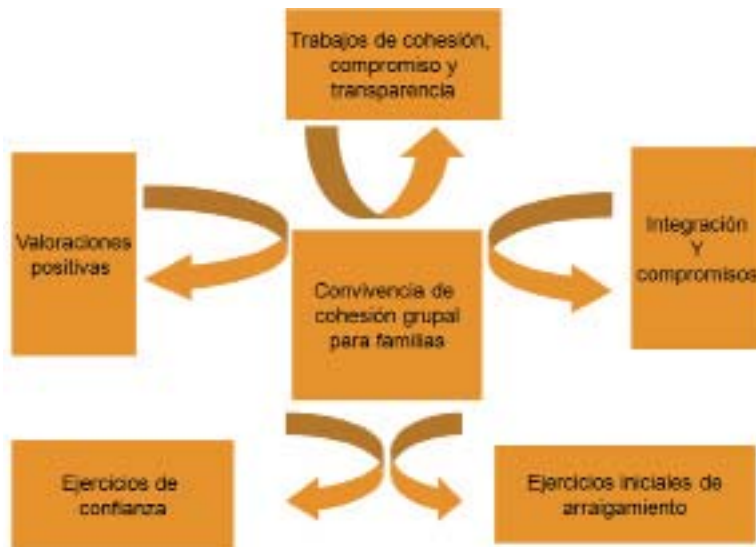 Trabajos de cohesión,
compromiso y
transparencia
Valoraciones
positivas
Integración
Y
compromisos
Convivencia de
cohesión grupal
para familias
Ejercicios de
confianza
Ejercicios iniciales de
arraigamiento